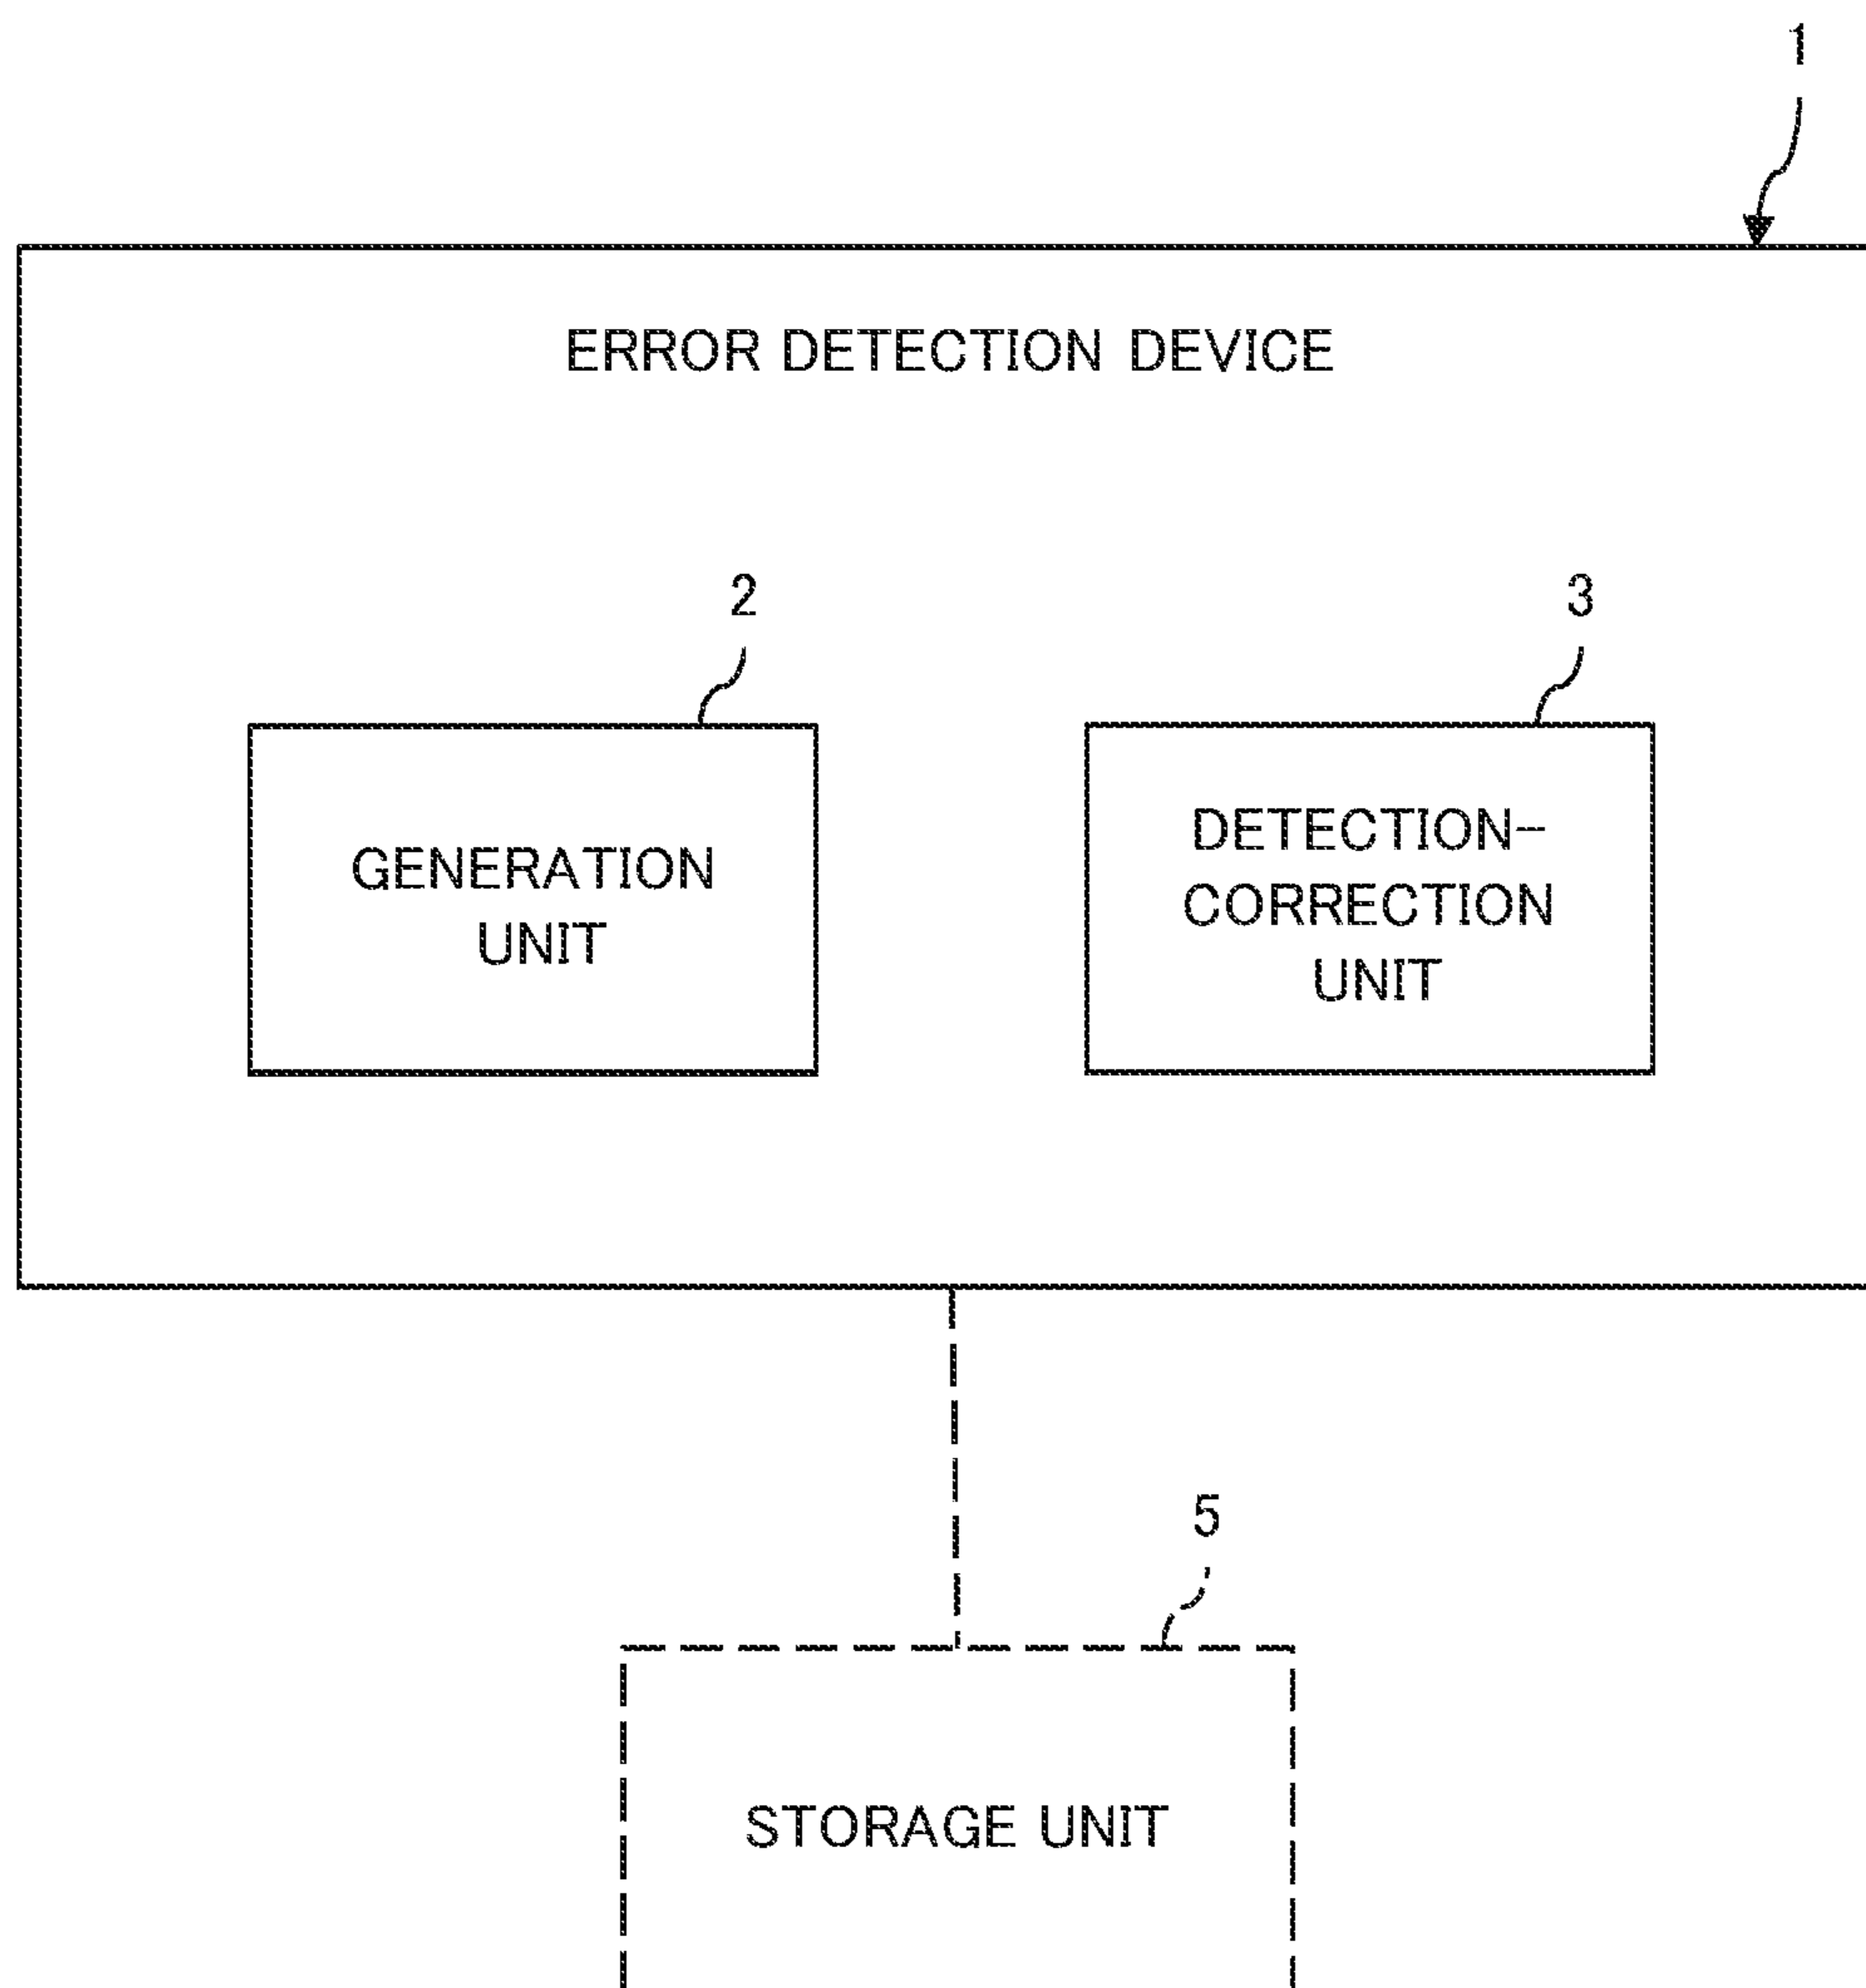 1
ERROR DETECTION DEVICE
2
3
GENERATION
UNIT
DETECTION-
CORRECTION
UNIT
5
STORAGE UNIT